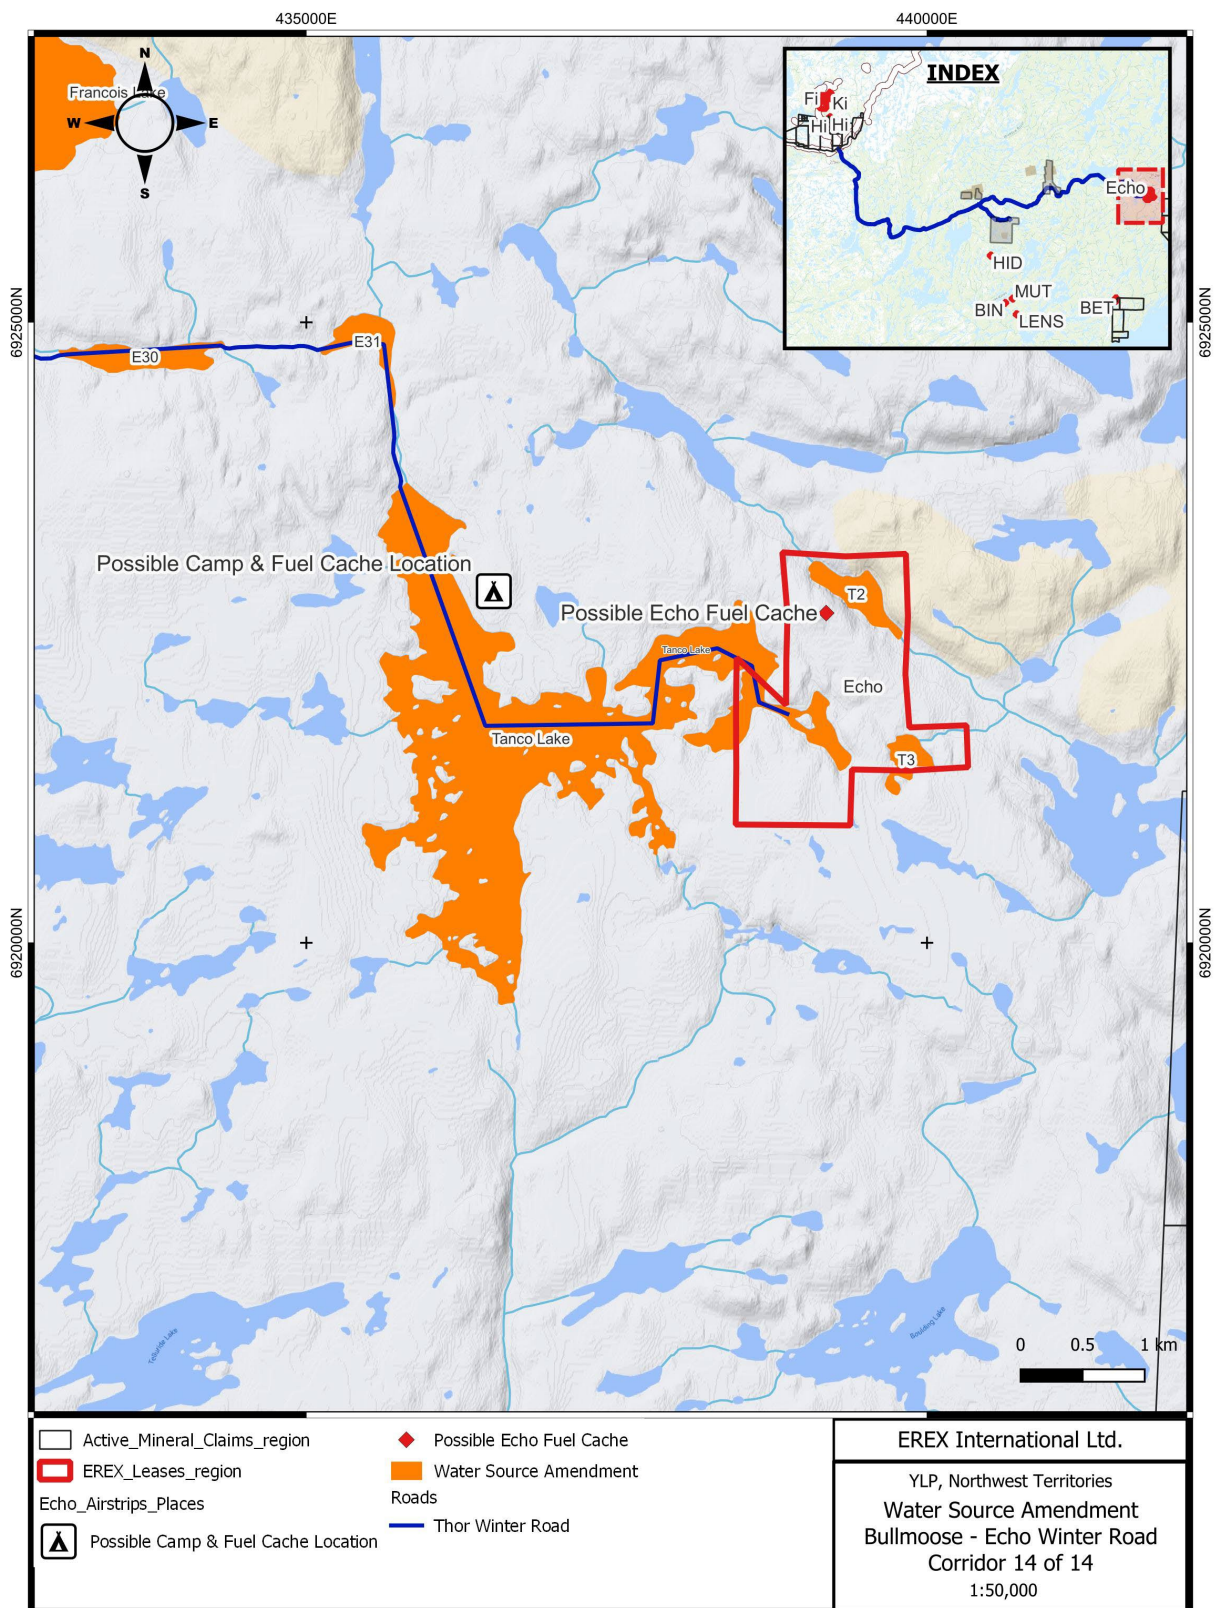 435000E
440000E
N
W
E
S
Francois Lake
INDEX
Fi
Ki
Hi
Hi
Echo
HID
MUT
BIN
LENS
BET
6925000N
6925000N
E30
E31
Possible Camp & Fuel Cache Location
T2
Possible Echo Fuel Cache
Tanco Lake
Echo
Tanco Lake
T3
6920000N
6920000N
Telluride Lake
Boulding Lake
0 0.5 1 km
Active_Mineral_Claims_region
EREX_Leases_region
Echo_Airstrips_Places
Possible Camp & Fuel Cache Location
Possible Echo Fuel Cache
Water Source Amendment
Roads
Thor Winter Road
EREX International Ltd.
YLP, Northwest Territories
Water Source Amendment
Bullmoose - Echo Winter Road
Corridor 14 of 14
1:50,000